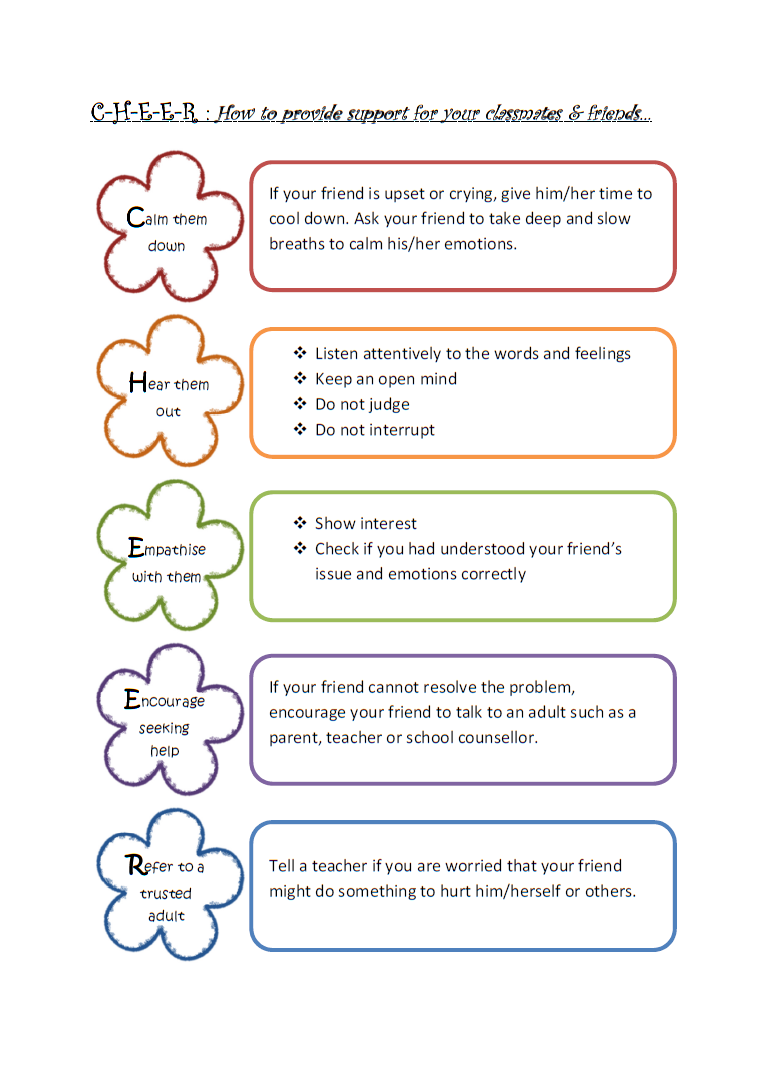 C-H-E-E-R : How to provide support for your classmates & friends...
Calm them
down
If your friend is upset or crying, give him/her time to
cool down. Ask your friend to take deep and slow
breaths to calm his/her emotions.
Hear them
out
❖ Listen attentively to the words and feelings
❖ Keep an open mind
❖ Do not judge
❖ Do not interrupt
Empathise
with them
❖ Show interest
❖ Check if you had understood your friend’s
issue and emotions correctly
Encourage
seeking
help
If your friend cannot resolve the problem,
encourage your friend to talk to an adult such as a
parent, teacher or school counsellor.
Refer to a
trusted
adult
Tell a teacher if you are worried that your friend
might do something to hurt him/herself or others.